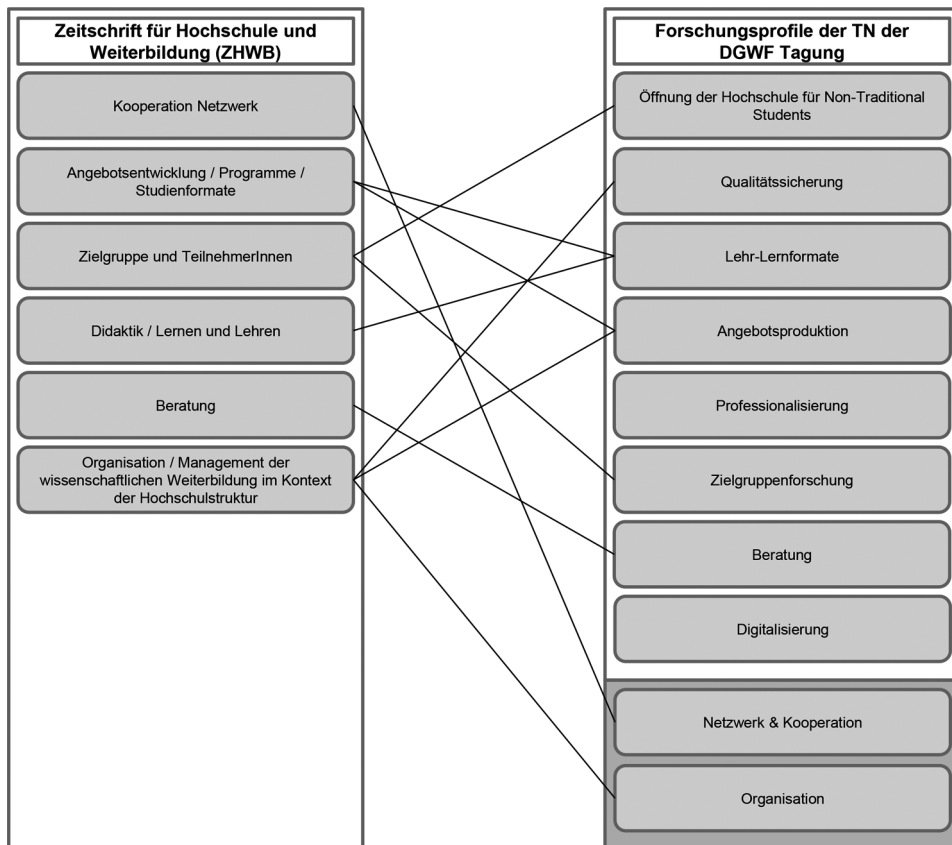 Zeitschrift für Hochschule und
Weiterbildung (ZHWB)
Kooperation Netzwerk
Angebotsentwicklung / Programme /
Studienformate
Zielgruppe und TeilnehmerInnen
Didaktik / Lernen und Lehren
Beratung
Organisation / Management der
wissenschaftlichen Weiterbildung im Kontext
der Hochschulstruktur
Forschungsprofile der TN der
DGWF Tagung
Öffnung der Hochschule für Non-Traditional
Students
Qualitätssicherung
Lehr-Lernformate
Angebotsproduktion
Professionalisierung
Zielgruppenforschung
Beratung
Digitalisierung
Netzwerk & Kooperation
Organisation